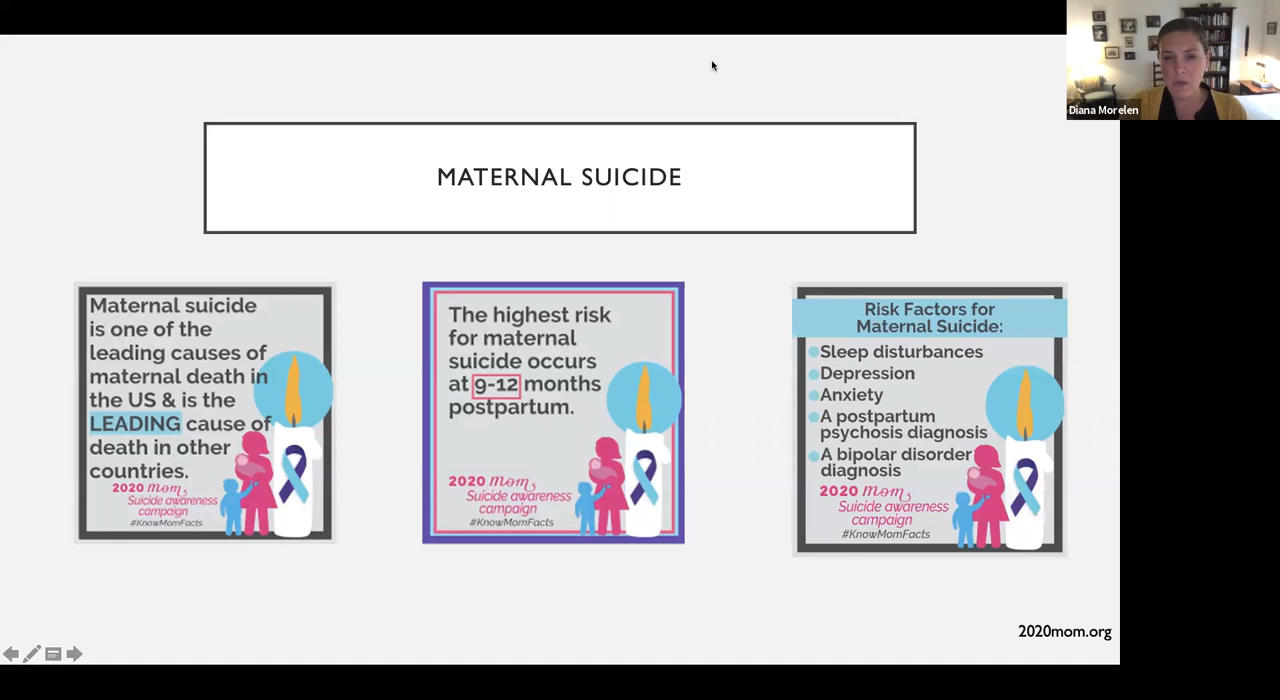 Diana Morelen
MATERNAL SUICIDE
Maternal suicide
is one of the
leading causes of
maternal death in
the US & is the
LEADING cause of
death in other
countries.
2020 mom
Suicide awareness
campaign
#KnowMomFacts
The highest risk
for maternal
suicide occurs
at 9-12 months
postpartum.
2020 mom
Suicide awareness
campaign
#KnowMomFacts
Risk Factors for
Maternal Suicide:
Sleep disturbances
Depression
Anxiety
A postpartum
psychosis diagnosis
A bipolar disorder
diagnosis
2020 mom
Suicide awareness
campaign
#KnowMomFacts
2020mom.org